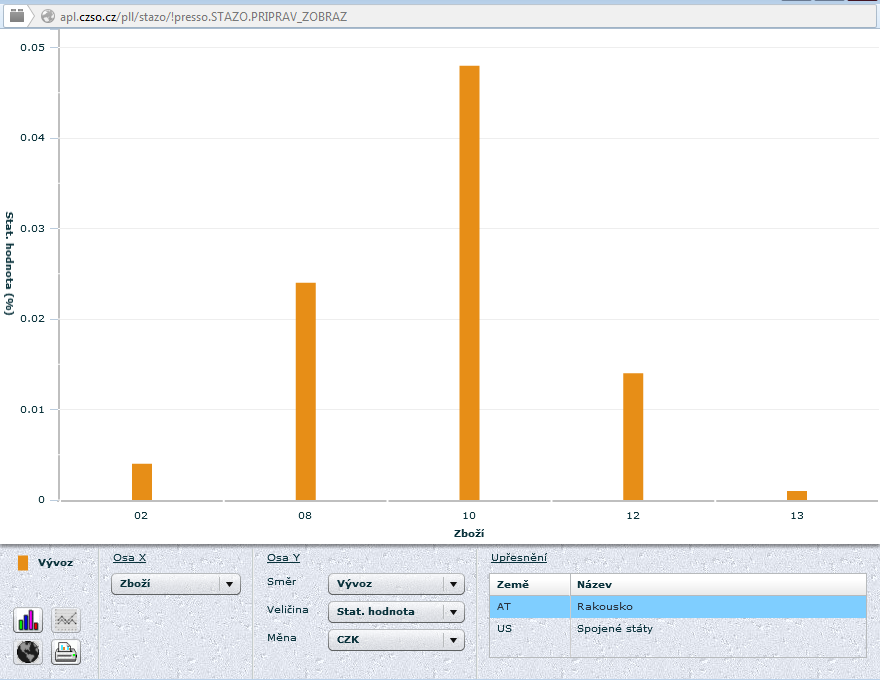 apl.czso.cz/pll/stazo/!presso.STAZO.PRIPRAV_ZOBRAZ
0.05
0.04
0.03
0.02
0.01
0
Stat. hodnota (%)
02 08 10 12 13
Zboží
Vývoz
Osa X
Zboží
Osa Y
Směr Vývoz
Veličina Stat. hodnota
Měna CZK
Upřesnění
Země Název
AT Rakousko
US Spojené státy